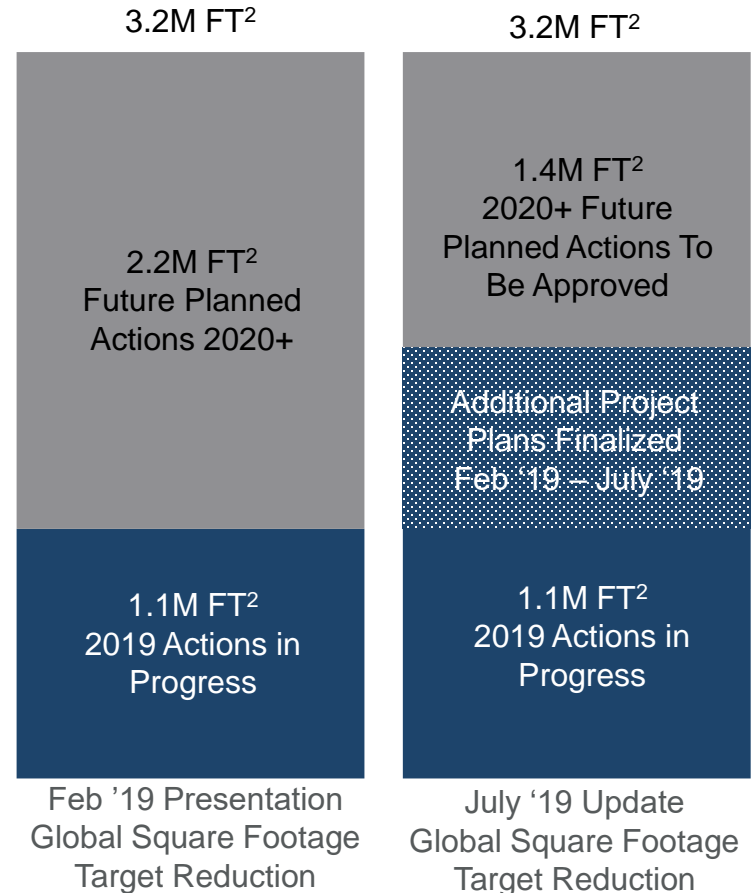 3.2M FT²
2.2M FT²
Future Planned
Actions 2020+
1.1M FT²
2019 Actions in
Progress
Feb ’19 Presentation
Global Square Footage
Target Reduction
3.2M FT²
1.4M FT²
2020+ Future
Planned Actions To
Be Approved
Additional Project
Plans Finalized
Feb ‘19 – July ‘19
1.1M FT²
2019 Actions in
Progress
July ‘19 Update
Global Square Footage
Target Reduction